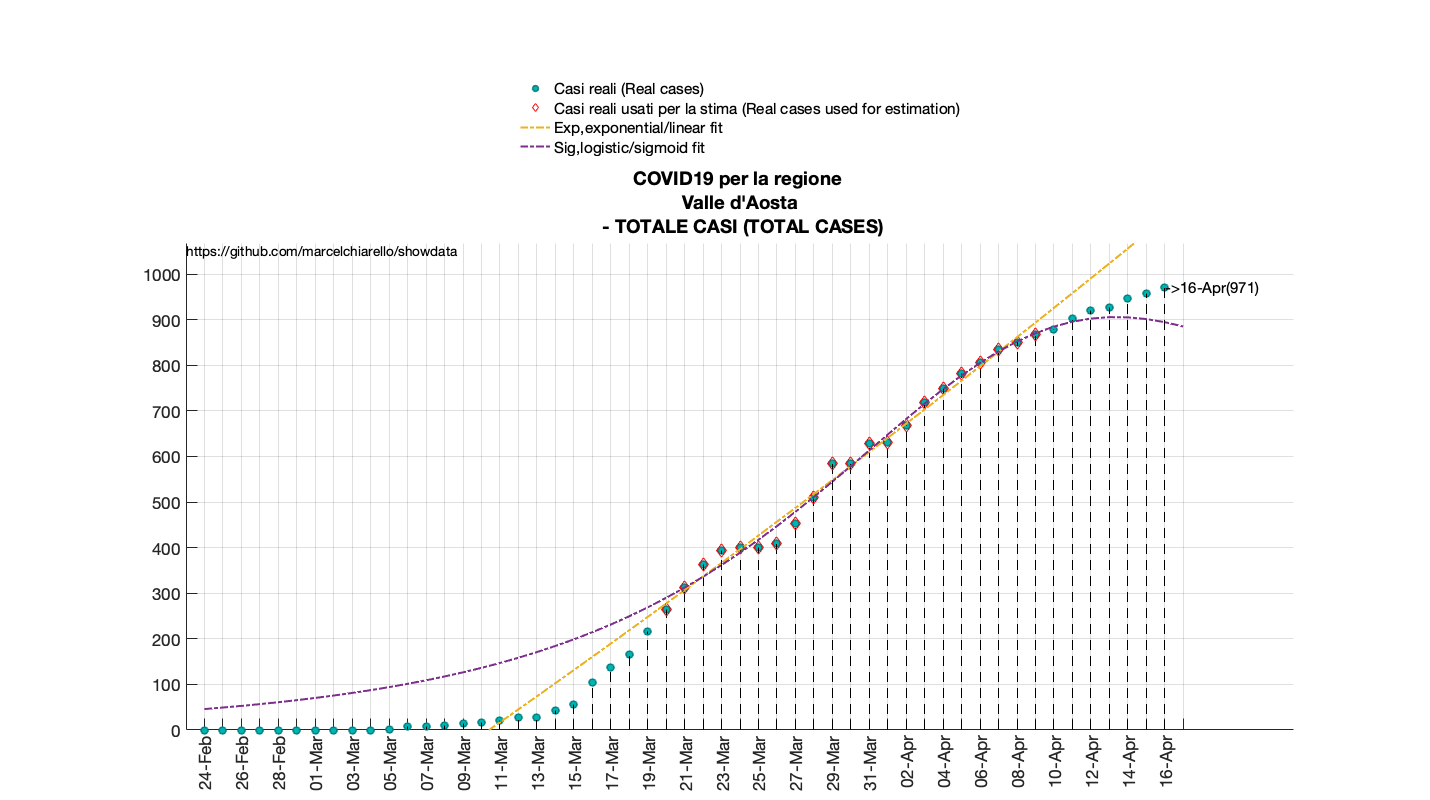 Casi reali (Real cases)
Casi reali usati per la stima (Real cases used for estimation)
Exp,exponential/linear fit
Sig,logistic/sigmoid fit
COVID19 per la regione
Valle d'Aosta
- TOTALE CASI (TOTAL CASES)
https://github.com/marcelchiarello/showdata
1000
900
800
700
600
500
400
300
200
100
0
->16-Apr(971)
24-Feb
26-Feb
28-Feb
01-Mar
03-Mar
05-Mar
07-Mar
09-Mar
11-Mar
13-Mar
15-Mar
17-Mar
19-Mar
21-Mar
23-Mar
25-Mar
27-Mar
29-Mar
31-Mar
02-Apr
04-Apr
06-Apr
08-Apr
10-Apr
12-Apr
14-Apr
16-Apr